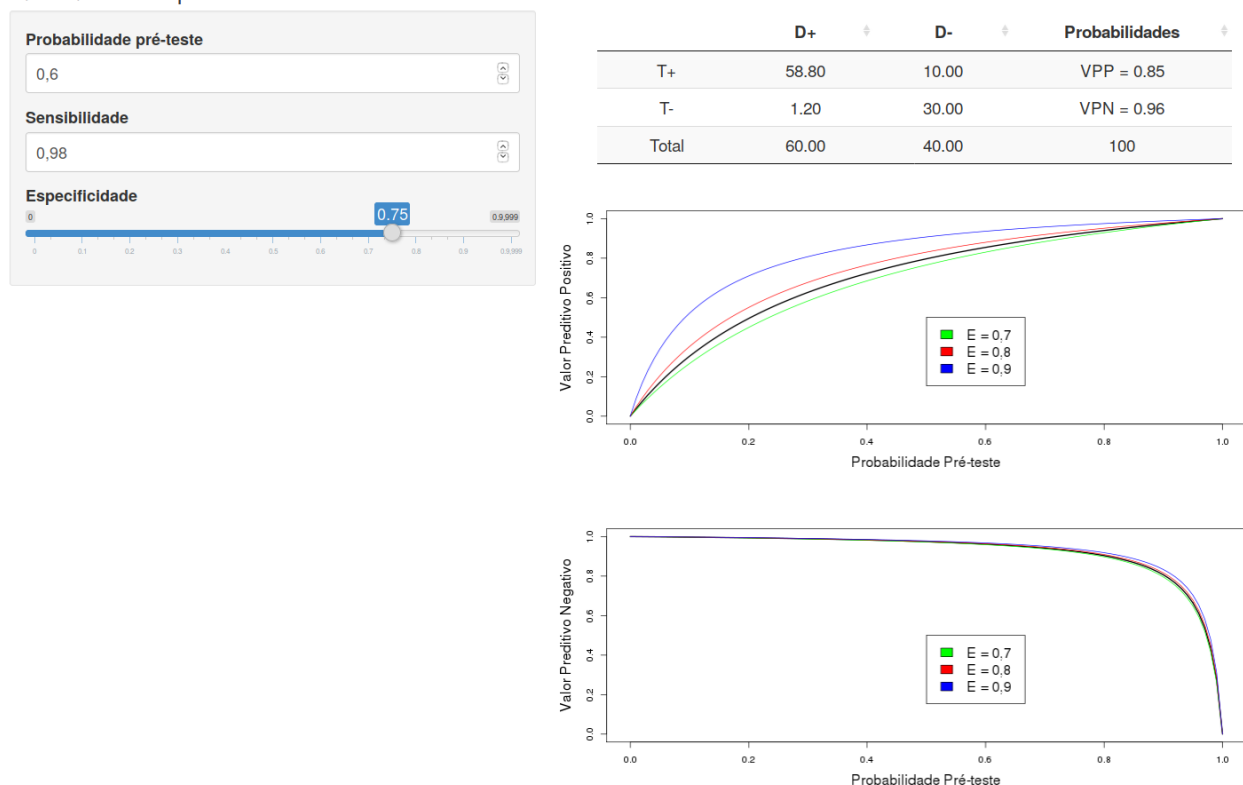 Probabilidade pré-teste
0,6
Sensibilidade
0,98
Especificidade
0 0.75 0.9,999
0 0.1 0.2 0.3 0.4 0.5 0.6 0.7 0.8 0.9 0.9,999
D+ D- Probabilidades
T+ 58.80 10.00 VPP = 0.85
T- 1.20 30.00 VPN = 0.96
Total 60.00 40.00 100
Valor Preditivo Positivo
1.0
0.8
0.6
0.4
0.2
0.0
E = 0,7
E = 0,8
E = 0,9
0.0 0.2 0.4 0.6 0.8 1.0
Probabilidade Pré-teste
Valor Preditivo Negativo
1.0
0.8
0.6
0.4
0.2
0.0
E = 0,7
E = 0,8
E = 0,9
0.0 0.2 0.4 0.6 0.8 1.0
Probabilidade Pré-teste